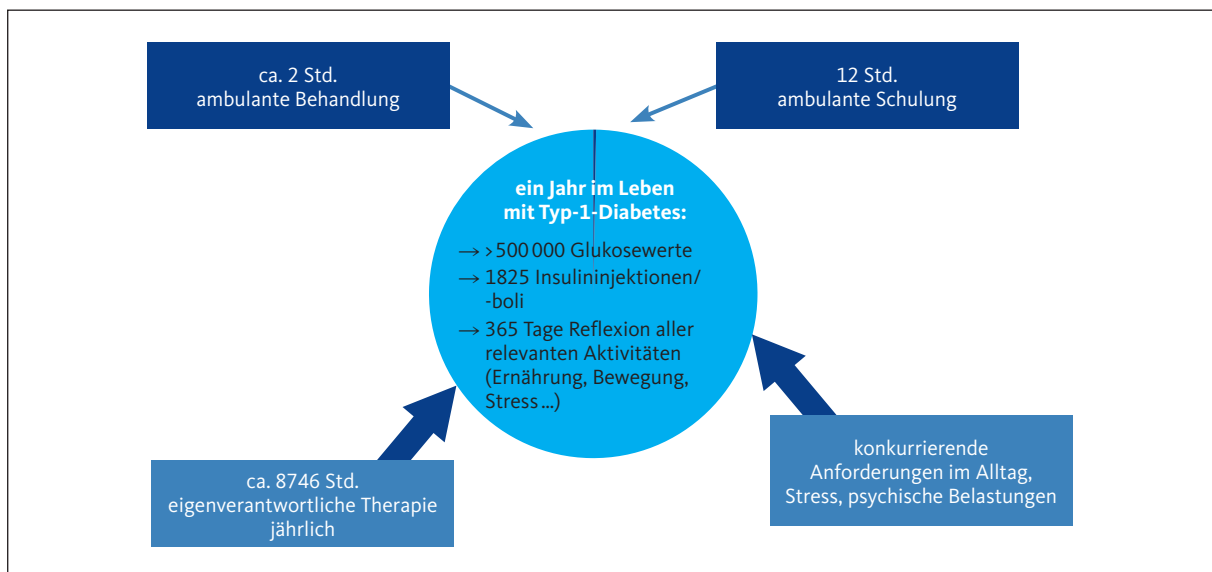 ca. 2 Std.
ambulante Behandlung
12 Std.
ambulante Schulung
ein Jahr im Leben
mit Typ-1-Diabetes:
→ >500 000 Glukosewerte
→ 1825 Insulininjektionen/
-boli
→ 365 Tage Reflexion aller
relevanten Aktivitäten
(Ernährung, Bewegung,
Stress ...)
ca. 8746 Std.
eigenverantwortliche Therapie
jährlich
konkurrierende
Anforderungen im Alltag,
Stress, psychische Belastungen